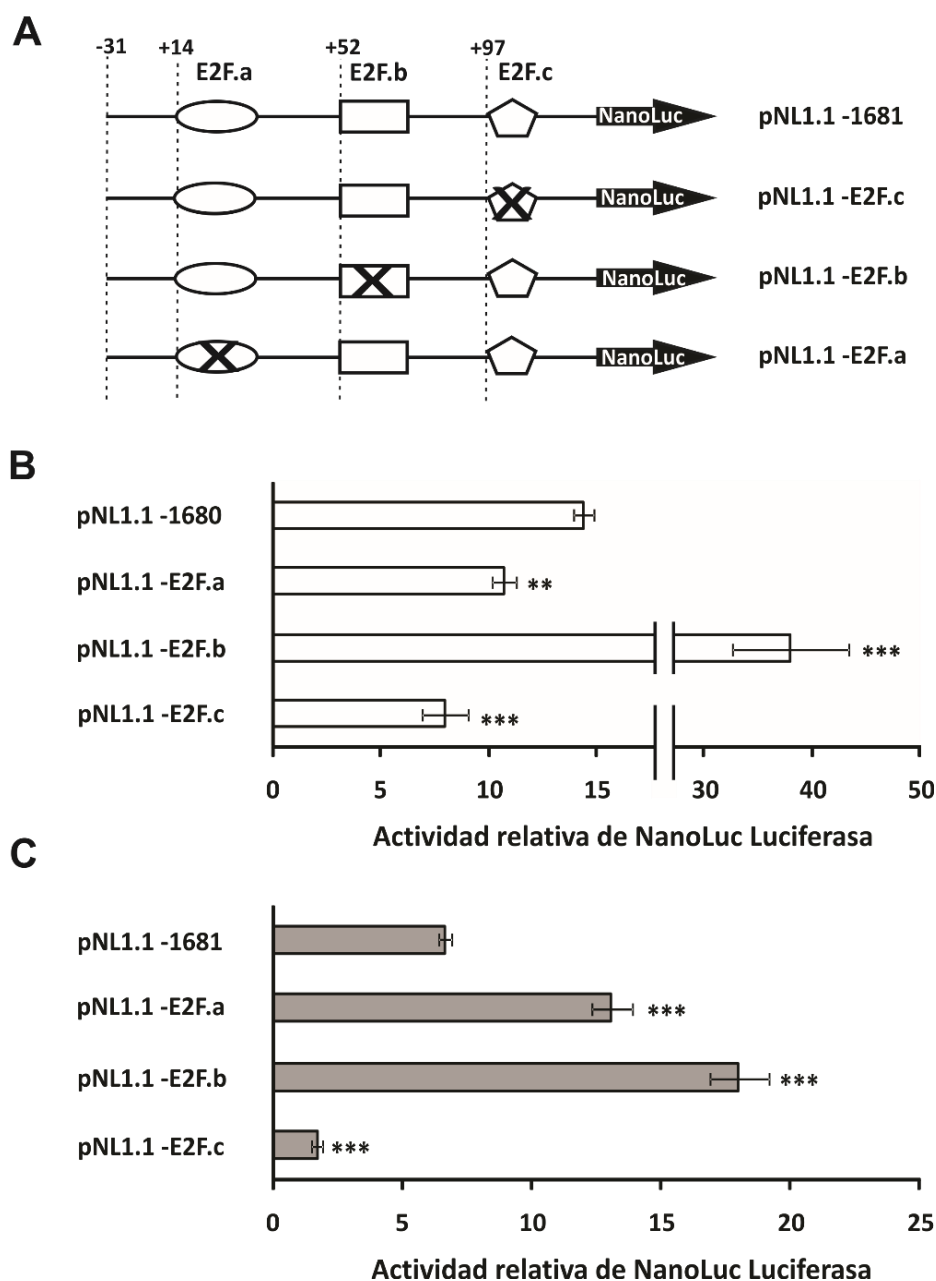 A
-31 +14 +52 +97
E2F.a E2F.b E2F.c
NanoLuc pNL1.1 -1681
NanoLuc pNL1.1 -E2F.c
NanoLuc pNL1.1 -E2F.b
NanoLuc pNL1.1 -E2F.a
B
pNL1.1 -1680
pNL1.1 -E2F.a **
pNL1.1 -E2F.b ***
pNL1.1 -E2F.c ***
0 5 10 15 30 40 50
Actividad relativa de NanoLuc Luciferasa
C
pNL1.1 -1681
pNL1.1 -E2F.a ***
pNL1.1 -E2F.b ***
pNL1.1 -E2F.c ***
0 5 10 15 20 25
Actividad relativa de NanoLuc Luciferasa